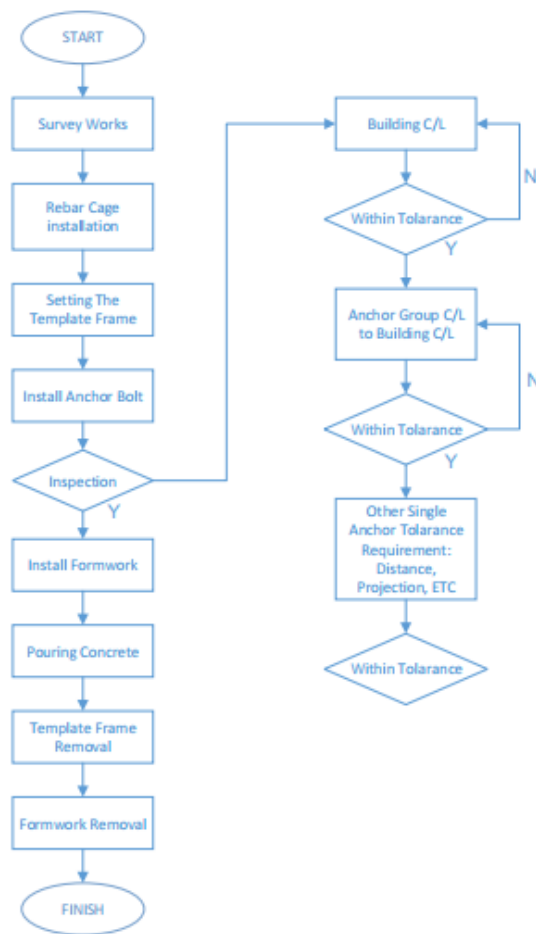 START
Survey Works
Rebar Cage
installation
Setting The
Template Frame
Install Anchor Bolt
Inspection
Y
Install Formwork
Pouring Concrete
Template Frame
Removal
Formwork Removal
FINISH
Building C/L
N
Within Tolarance
Y
Anchor Group C/L
to Building C/L
N
Within Tolarance
Y
Other Single
Anchor Tolarance
Requirement:
Distance,
Projection, ETC
Within Tolarance